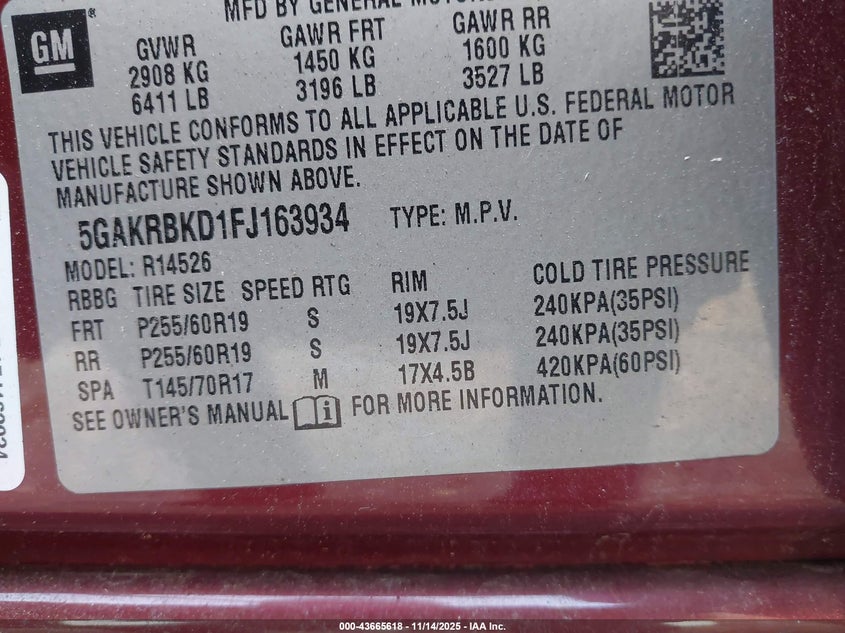 MFD BY GENERAL MOTORS
GM
GVWR GAWR FRT GAWR RR
2908 KG 1450 KG 1600 KG
6411 LB 3196 LB 3527 LB
THIS VEHICLE CONFORMS TO ALL APPLICABLE U.S. FEDERAL MOTOR
VEHICLE SAFETY STANDARDS IN EFFECT ON THE DATE OF
MANUFACTURE SHOWN ABOVE.
5GAKRBKD1FJ163934 TYPE: M.P.V.
MODEL: R14526
RBBG TIRE SIZE SPEED RTG RIM COLD TIRE PRESSURE
FRT P255/60R19 S 19X7.5J 240KPA(35PSI)
RR P255/60R19 S 19X7.5J 240KPA(35PSI)
SPA T145/70R17 M 17X4.5B 420KPA(60PSI)
SEE OWNER'S MANUAL i FOR MORE INFORMATION.
000-43665618 - 11/14/2025 - IAA Inc.